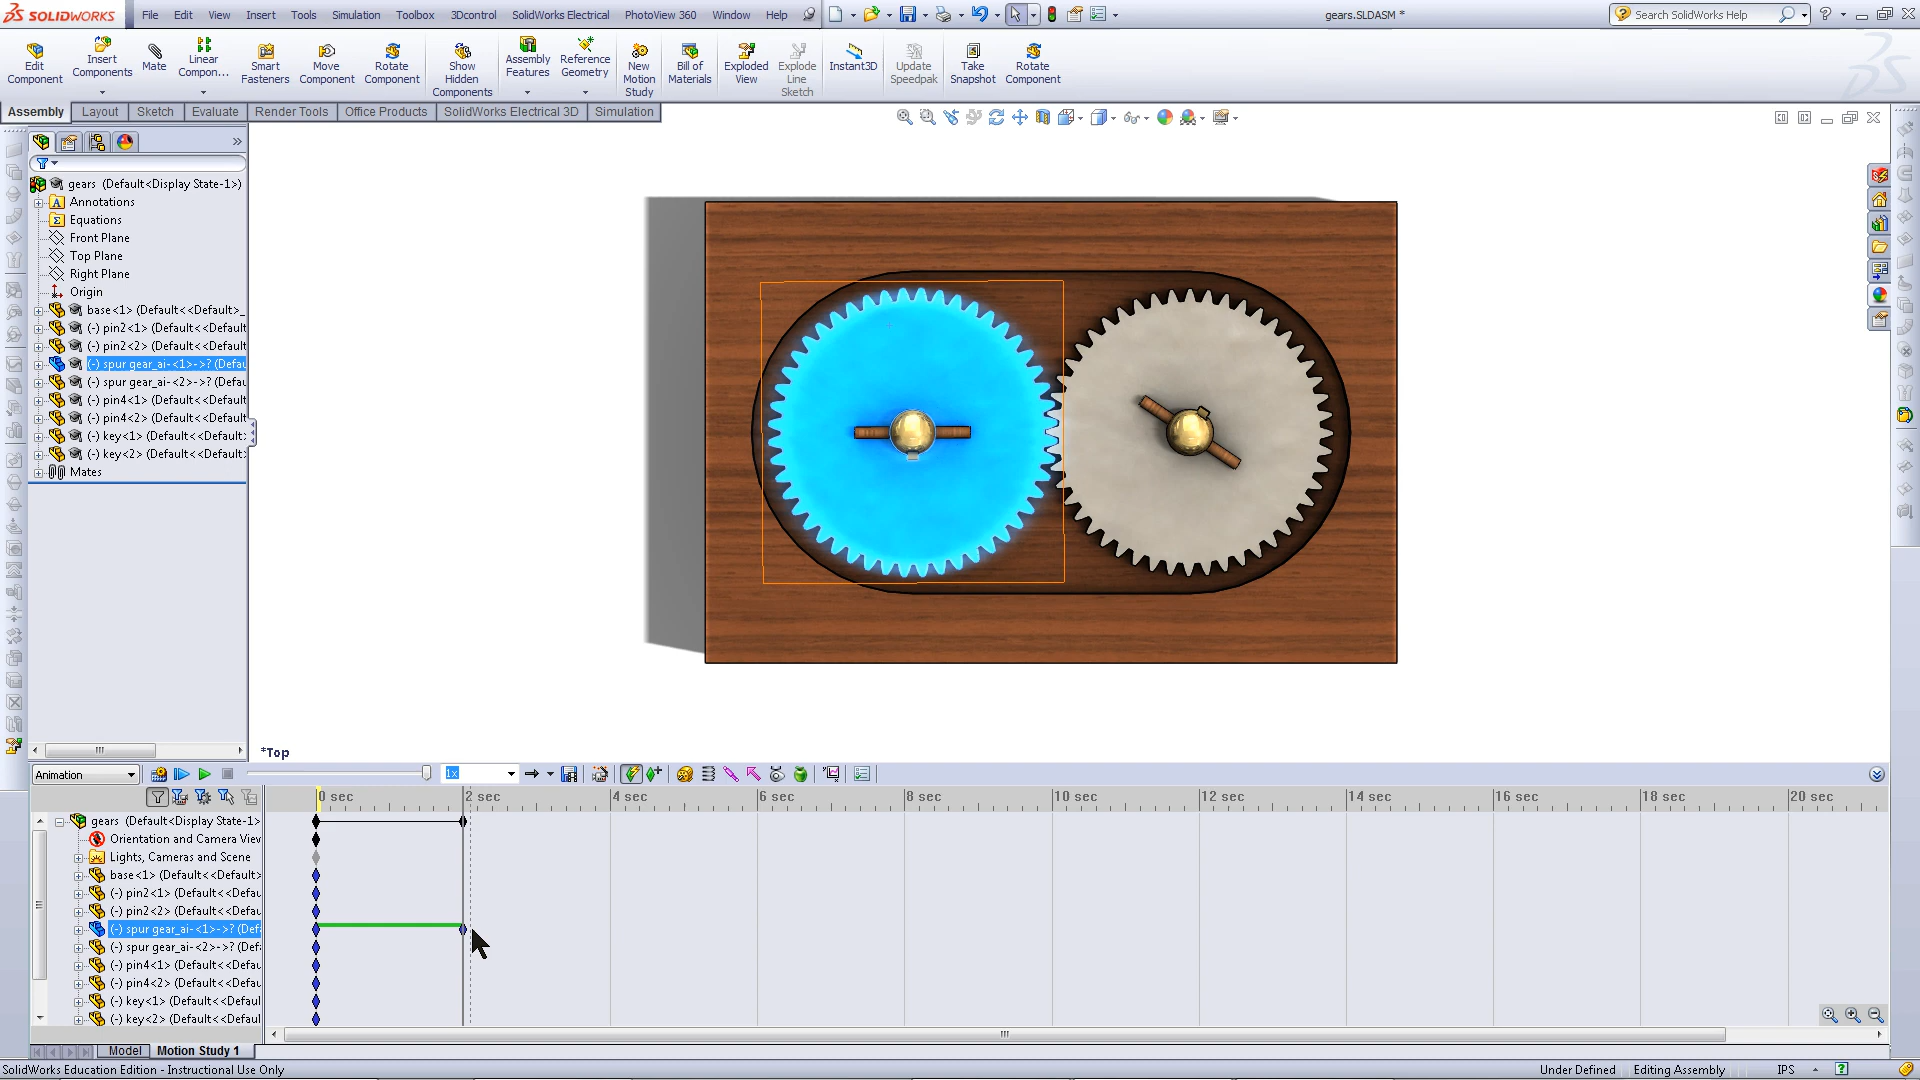 SOLIDWORKS File Edit View Insert Tools Simulation Toolbox 3Dcontrol SolidWorks Electrical PhotoView 360 Window Help gears.SLDASM * Search SolidWorks Help
Edit Component
Insert Components
Mate
Linear Compon...
Smart Fasteners
Move Component
Rotate Component
Show Hidden Components
Assembly Features
Reference Geometry
New Motion Study
Bill of Materials
Exploded View
Explode Line Sketch
Instant3D
Update Speedpak
Take Snapshot
Rotate Component
Assembly Layout Sketch Evaluate Render Tools Office Products SolidWorks Electrical 3D Simulation
gears (Default<Display State-1>)
Annotations
Equations
Front Plane
Top Plane
Right Plane
Origin
base<1> (Default<<Default>_
(-) pin2<1> (Default<<Default
(-) pin2<2> (Default<<Default
(-) spur gear_ai-<1>->? (Defau
(-) spur gear_ai-<2>->? (Defau
(-) pin4<1> (Default<<Default
(-) pin4<2> (Default<<Default
(-) key<1> (Default<<Default>
(-) key<2> (Default<<Default>
Mates
*Top
Animation 1x
0 sec 2 sec 4 sec 6 sec 8 sec 10 sec 12 sec 14 sec 16 sec 18 sec 20 sec
gears (Default<Display State-1>
Orientation and Camera View
Lights, Cameras and Scene
base<1> (Default<<Default>
(-) pin2<1> (Default<<Defau
(-) pin2<2> (Default<<Defau
(-) spur gear_ai-<1>->? (Def
(-) spur gear_ai-<2>->? (Def
(-) pin4<1> (Default<<Defau
(-) pin4<2> (Default<<Defau
(-) key<1> (Default<<Defaul
(-) key<2> (Default<<Defaul
Model Motion Study 1
SolidWorks Education Edition - Instructional Use Only Under Defined Editing Assembly IPS